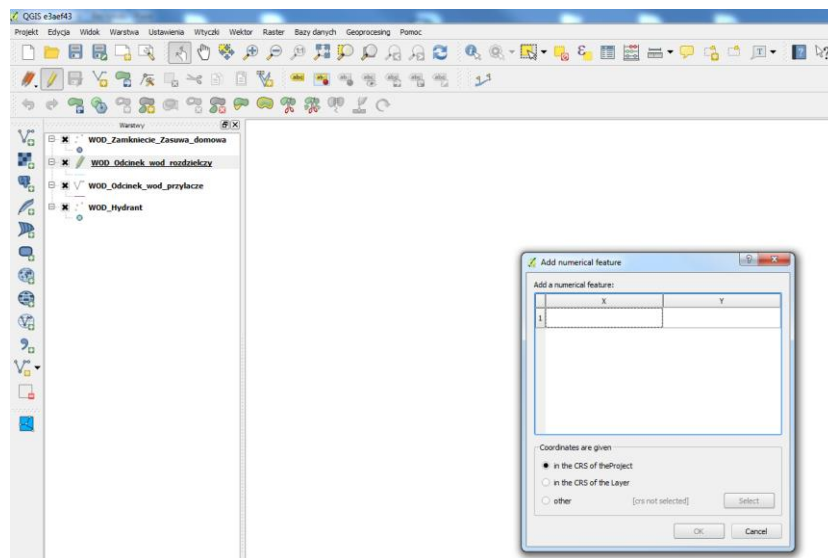 QGIS e3aef43
Projekt Edycja Widok Warstwa Ustawienia Wtyczki Wektor Raster Bazy danych Geoprocesing Pomoc
Warstwy
WOD_Zamkniecie_Zasuwa_domowa
WOD_Odcinek_wod_rozdzielczy
WOD_Odcinek_wod_przylacze
WOD_Hydrant
Add numerical feature
Add a numerical feature:
X Y
1
Coordinates are given
in the CRS of theProject
in the CRS of the Layer
other [crs not selected] Select
OK Cancel